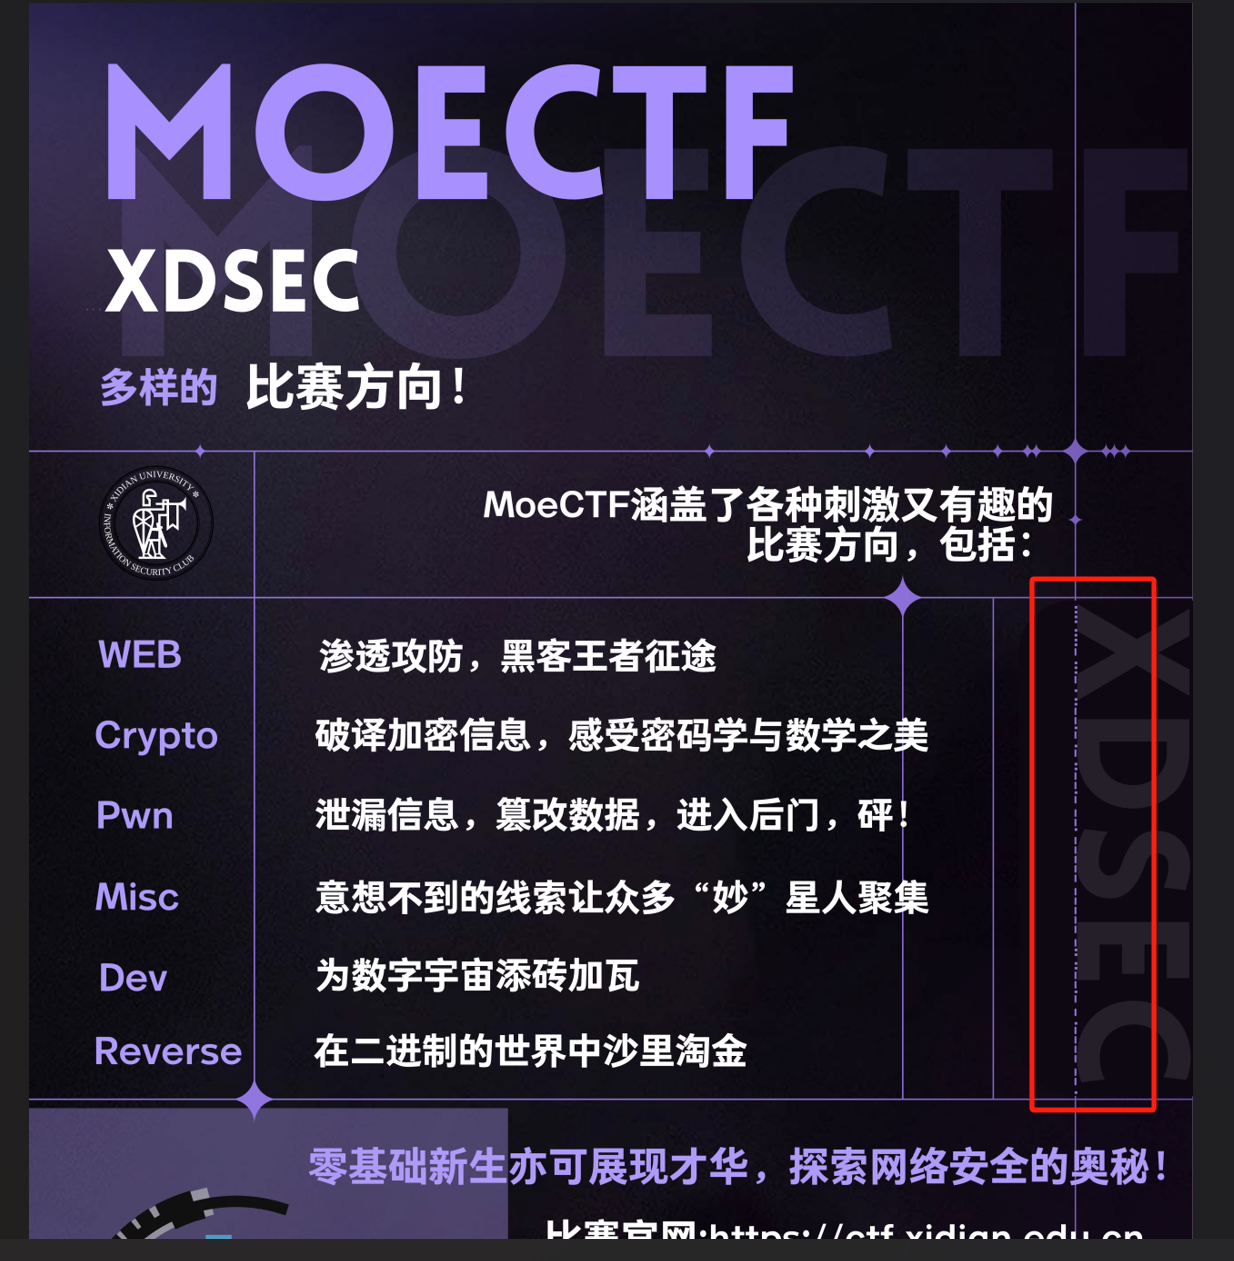 MOECTF
MOECTF
XDSEC
多样的 比赛方向！
XIDIAN UNIVERSITY
INFORMATION SECURITY CLUB
MoeCTF涵盖了各种刺激又有趣的
比赛方向，包括：
WEB 渗透攻防，黑客王者征途
Crypto 破译加密信息，感受密码学与数学之美
Pwn 泄漏信息，篡改数据，进入后门，砰！
Misc 意想不到的线索让众多“妙”星人聚集
Dev 为数字宇宙添砖加瓦
Reverse 在二进制的世界中沙里淘金
XDSEC
零基础新生亦可展现才华，探索网络安全的奥秘！
比赛官网:https://ctf.xidian.edu.cn